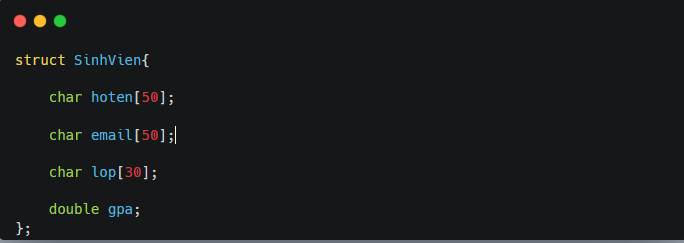 struct SinhVien{
char hoten[50];
char email[50];
char lop[30];
double gpa;
};